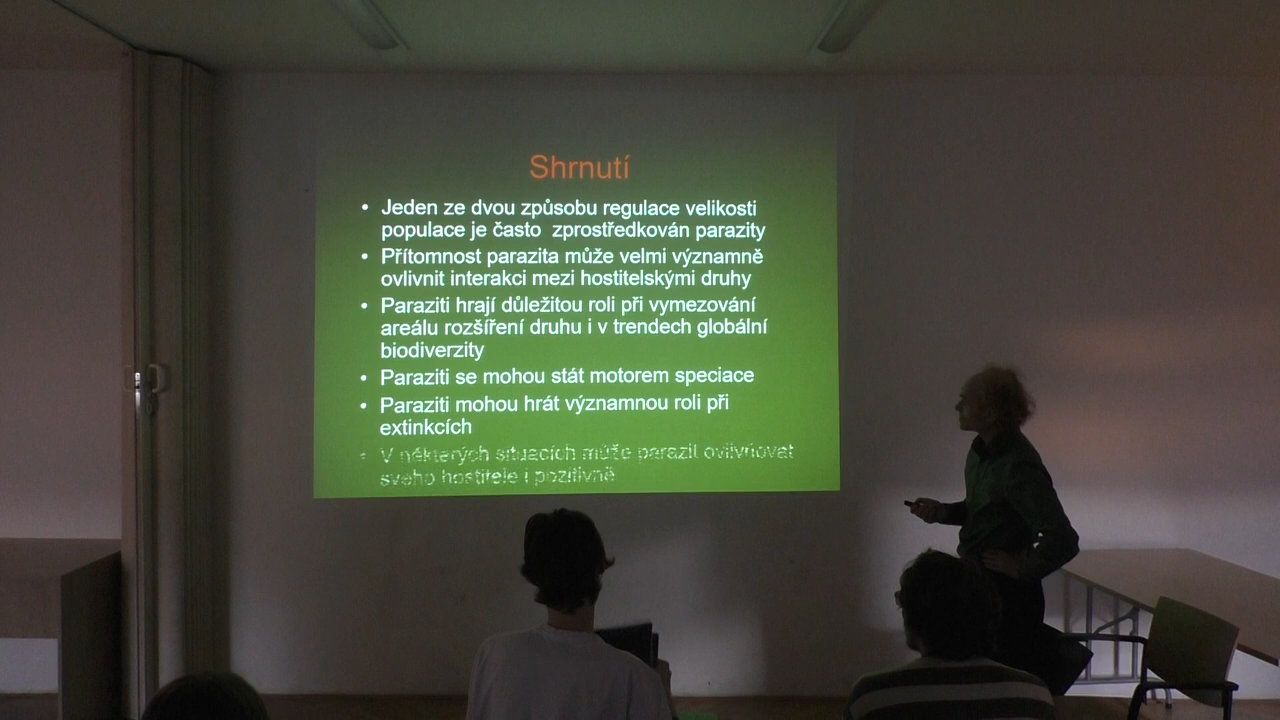 Shrnutí
• Jeden ze dvou způsobu regulace velikosti
populace je často zprostředkován parazity
• Přítomnost parazita může velmi významně
ovlivnit interakci mezi hostitelskými druhy
• Paraziti hrají důležitou roli při vymezování
areálu rozšíření druhu i v trendech globální
biodiverzity
• Paraziti se mohou stát motorem speciace
• Paraziti mohou hrát významnou roli při
extinkcích
• V některých situacích může parazit ovlivňovat
svého hostitele i pozitivně